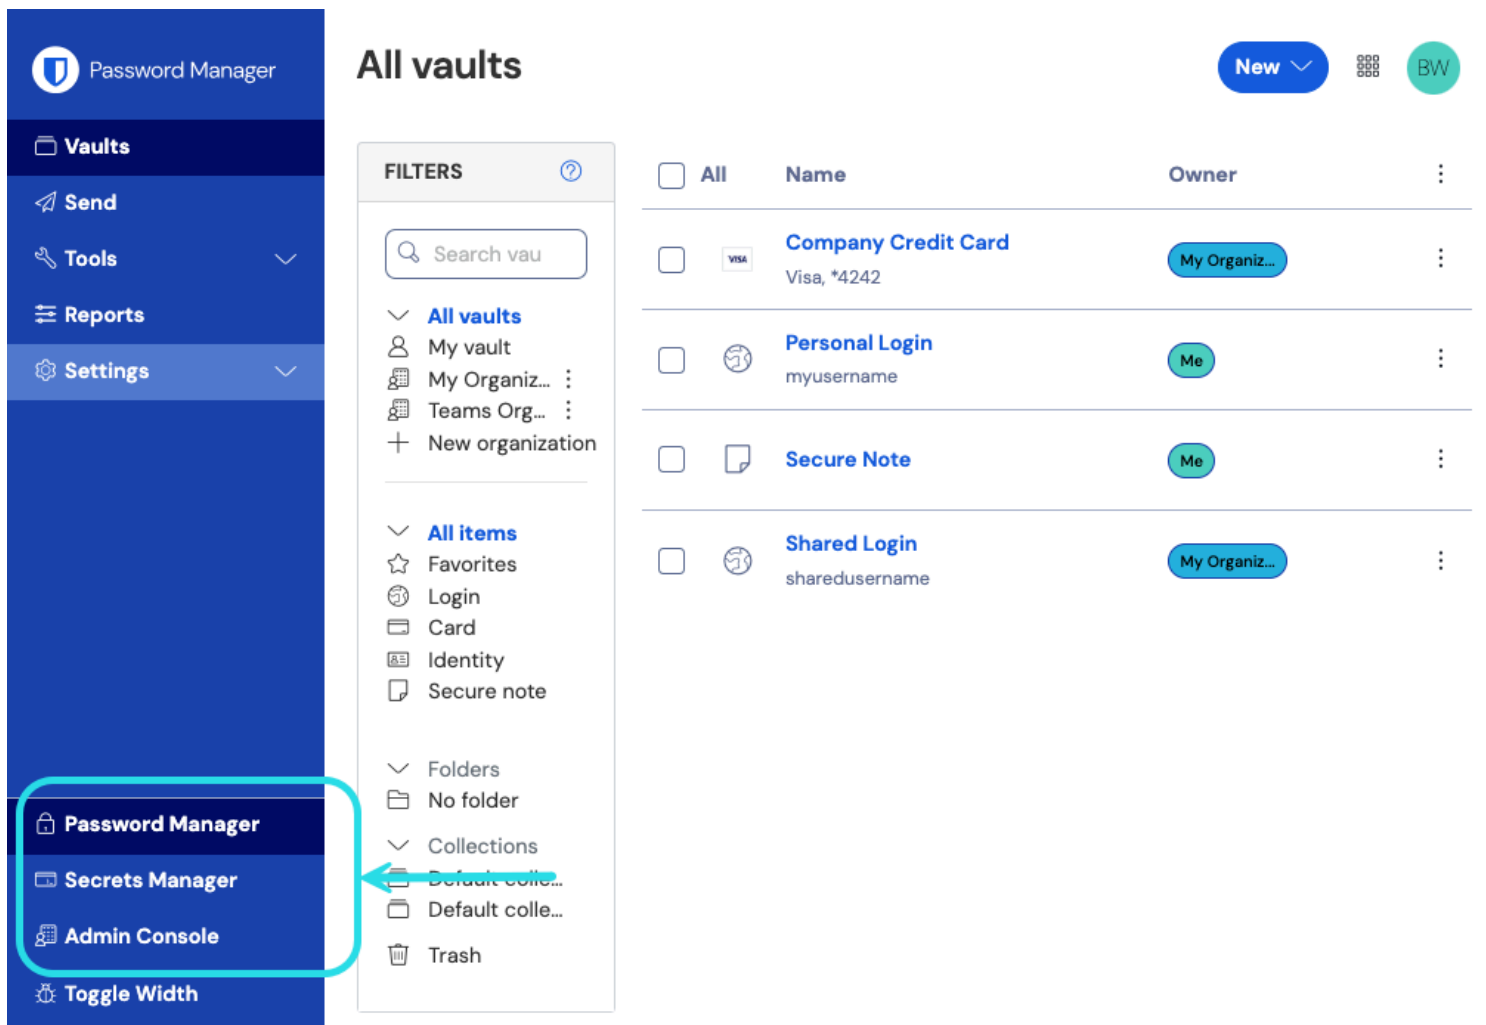 Password Manager
Vaults
Send
Tools
Reports
Settings
Password Manager
Secrets Manager
Admin Console
Toggle Width
All vaults
New
BW
FILTERS
Search vau
All vaults
My vault
My Organiz...
Teams Org...
New organization
All items
Favorites
Login
Card
Identity
Secure note
Folders
No folder
Collections
Default colle...
Default colle...
Trash
All Name Owner
VISA Company Credit Card My Organiz...
Visa, *4242
Personal Login Me
myusername
Secure Note Me
Shared Login My Organiz...
sharedusername